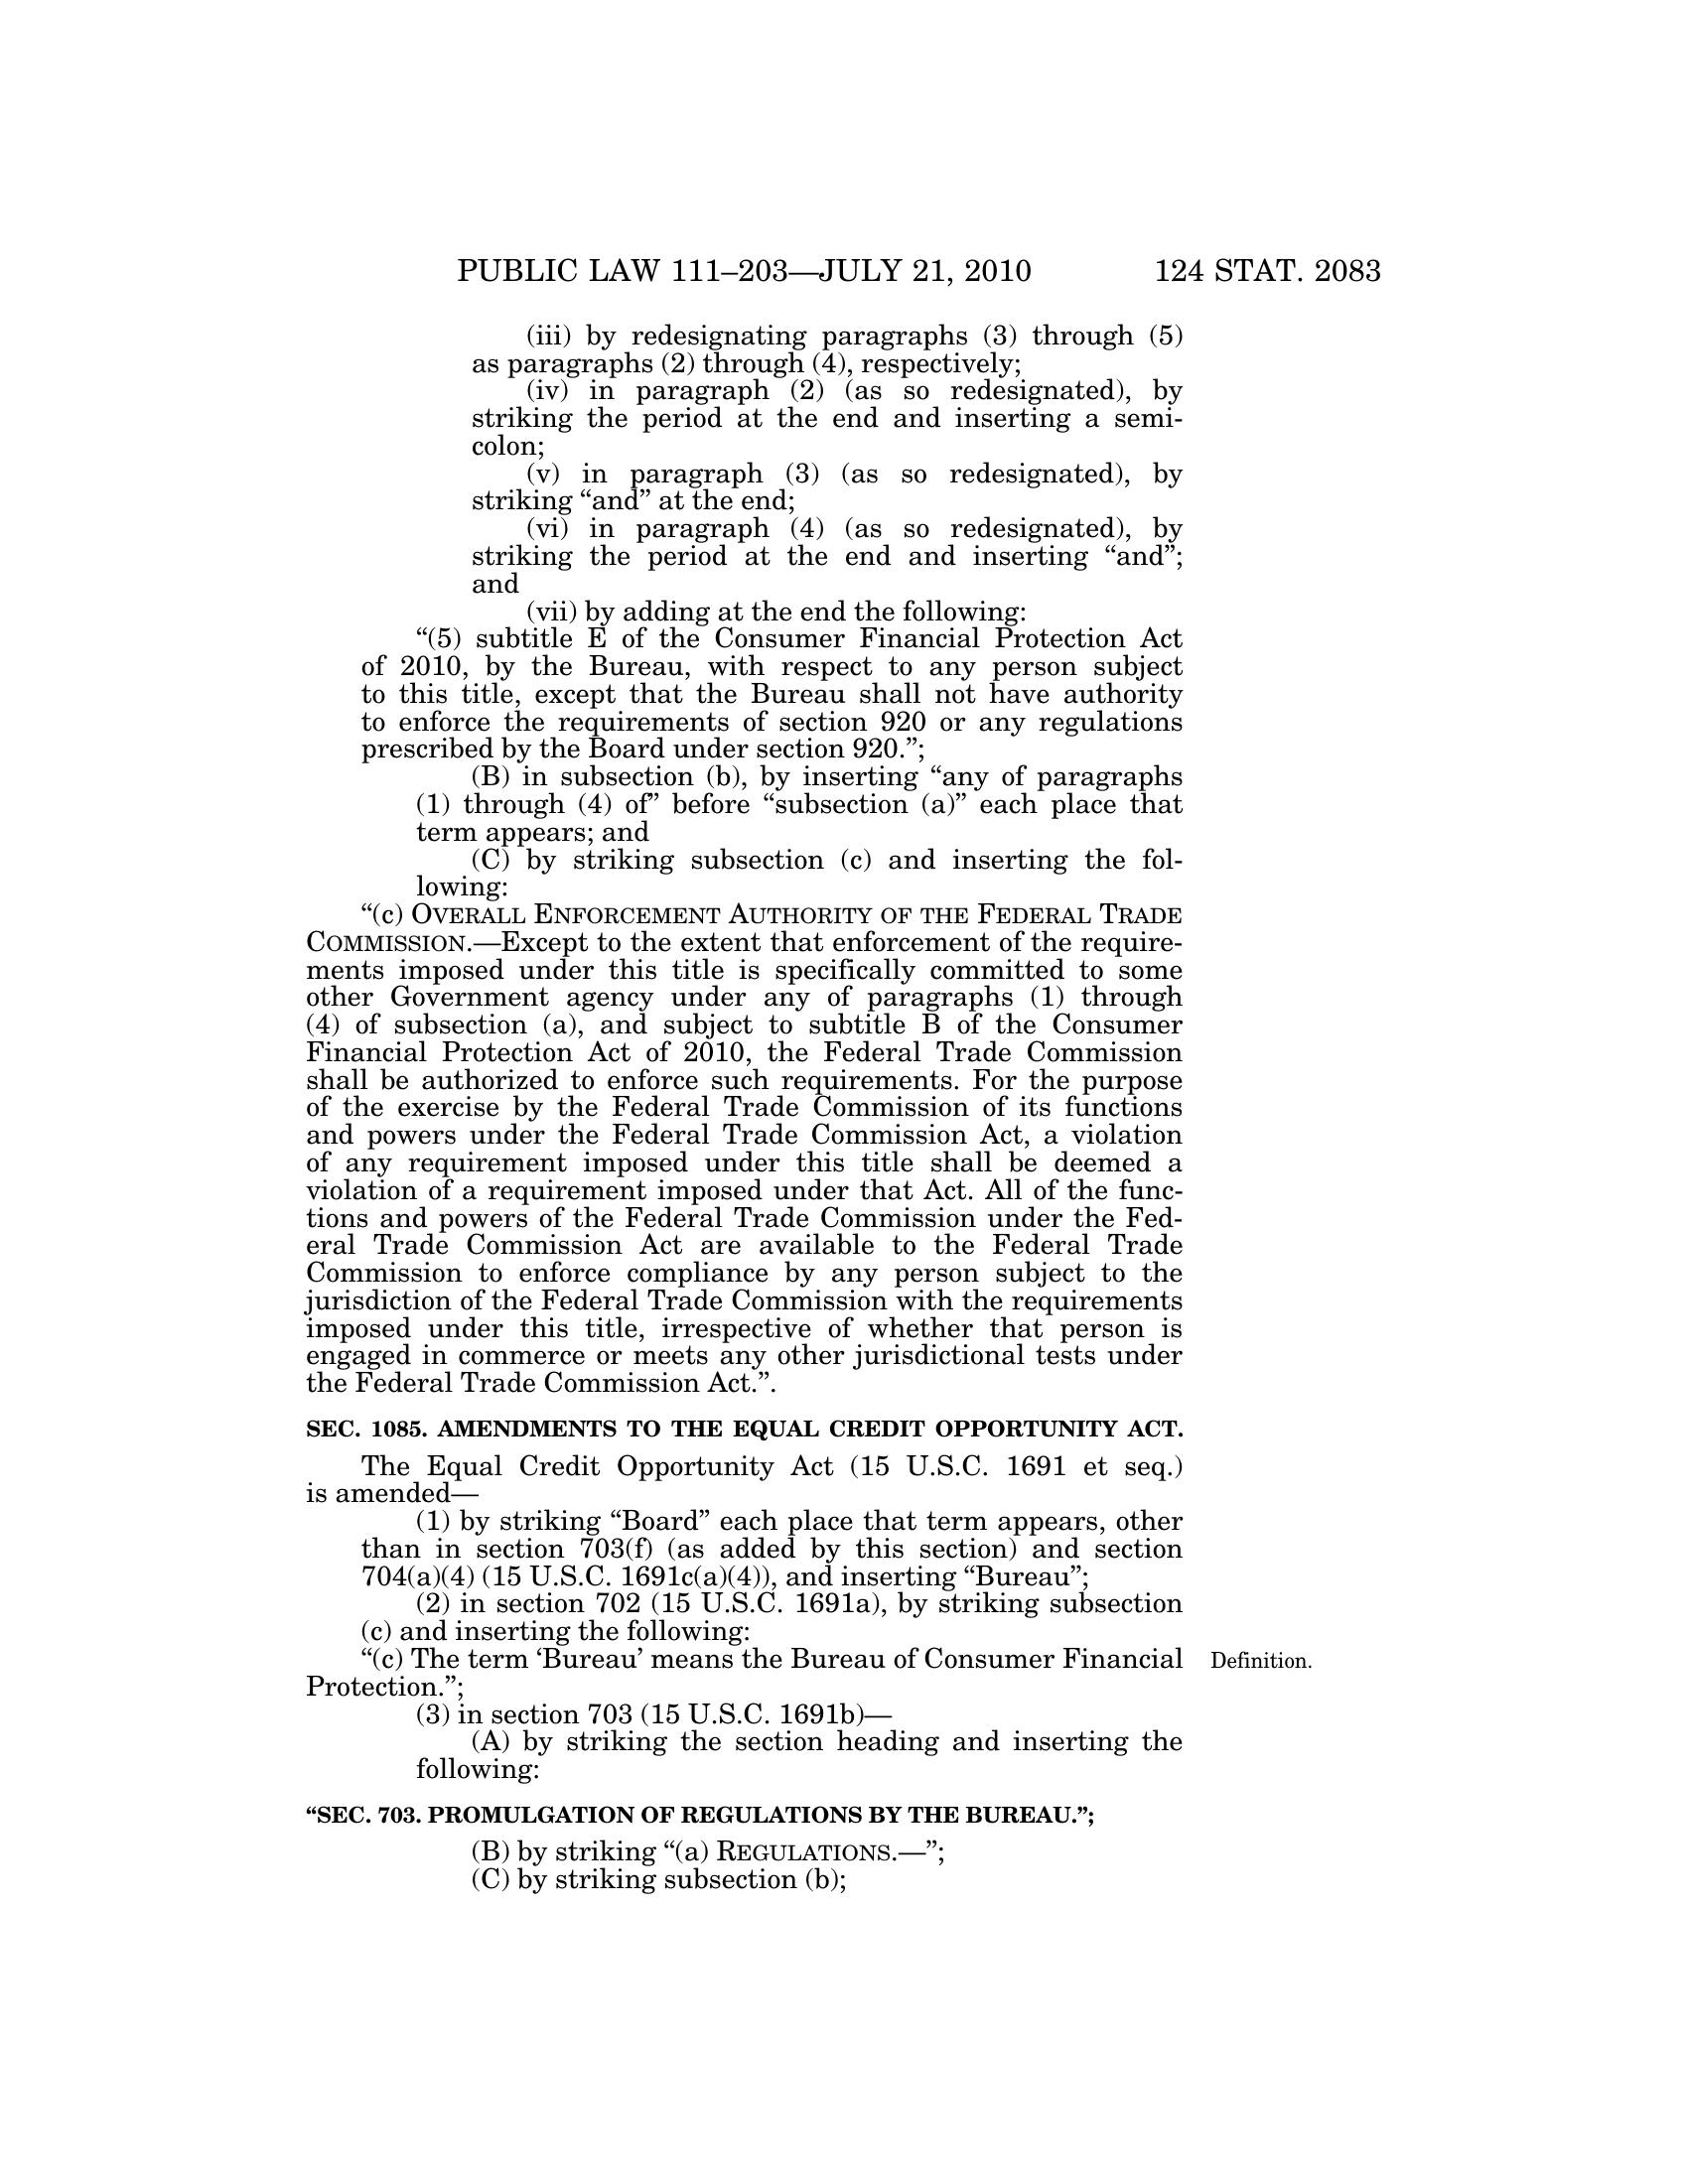 PUBLIC LAW 111–203—JULY 21, 2010 124 STAT. 2083
(iii) by redesignating paragraphs (3) through (5)
as paragraphs (2) through (4), respectively;
(iv) in paragraph (2) (as so redesignated), by
striking the period at the end and inserting a semi-
colon;
(v) in paragraph (3) (as so redesignated), by
striking “and” at the end;
(vi) in paragraph (4) (as so redesignated), by
striking the period at the end and inserting “and”;
and
(vii) by adding at the end the following:
“(5) subtitle E of the Consumer Financial Protection Act
of 2010, by the Bureau, with respect to any person subject
to this title, except that the Bureau shall not have authority
to enforce the requirements of section 920 or any regulations
prescribed by the Board under section 920.”;
(B) in subsection (b), by inserting “any of paragraphs
(1) through (4) of” before “subsection (a)” each place that
term appears; and
(C) by striking subsection (c) and inserting the fol-
lowing:
“(c) OVERALL ENFORCEMENT AUTHORITY OF THE FEDERAL TRADE
COMMISSION.—Except to the extent that enforcement of the require-
ments imposed under this title is specifically committed to some
other Government agency under any of paragraphs (1) through
(4) of subsection (a), and subject to subtitle B of the Consumer
Financial Protection Act of 2010, the Federal Trade Commission
shall be authorized to enforce such requirements. For the purpose
of the exercise by the Federal Trade Commission of its functions
and powers under the Federal Trade Commission Act, a violation
of any requirement imposed under this title shall be deemed a
violation of a requirement imposed under that Act. All of the func-
tions and powers of the Federal Trade Commission under the Fed-
eral Trade Commission Act are available to the Federal Trade
Commission to enforce compliance by any person subject to the
jurisdiction of the Federal Trade Commission with the requirements
imposed under this title, irrespective of whether that person is
engaged in commerce or meets any other jurisdictional tests under
the Federal Trade Commission Act.”.
SEC. 1085. AMENDMENTS TO THE EQUAL CREDIT OPPORTUNITY ACT.
The Equal Credit Opportunity Act (15 U.S.C. 1691 et seq.)
is amended—
(1) by striking “Board” each place that term appears, other
than in section 703(f) (as added by this section) and section
704(a)(4) (15 U.S.C. 1691c(a)(4)), and inserting “Bureau”;
(2) in section 702 (15 U.S.C. 1691a), by striking subsection
(c) and inserting the following:
“(c) The term ‘Bureau’ means the Bureau of Consumer Financial Definition.
Protection.”;
(3) in section 703 (15 U.S.C. 1691b)—
(A) by striking the section heading and inserting the
following:
“SEC. 703. PROMULGATION OF REGULATIONS BY THE BUREAU.”;
(B) by striking “(a) REGULATIONS.—”;
(C) by striking subsection (b);